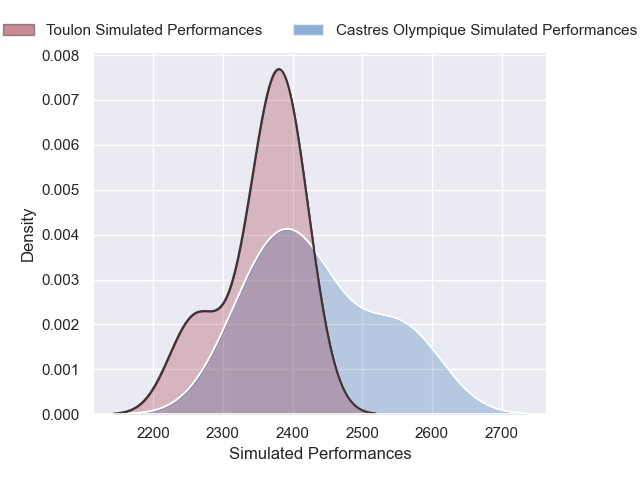 Toulon Simulated Performances Castres Olympique Simulated Performances
0.008
0.007
0.006
0.005
0.004
0.003
0.002
0.001
0.000
Density
2200 2300 2400 2500 2600 2700
Simulated Performances